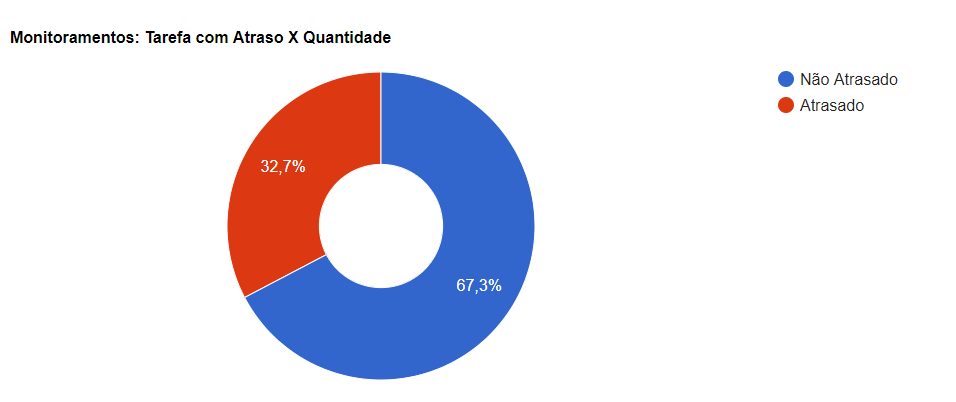 Monitoramentos: Tarefa com Atraso X Quantidade
Não Atrasado
Atrasado
32,7%
67,3%